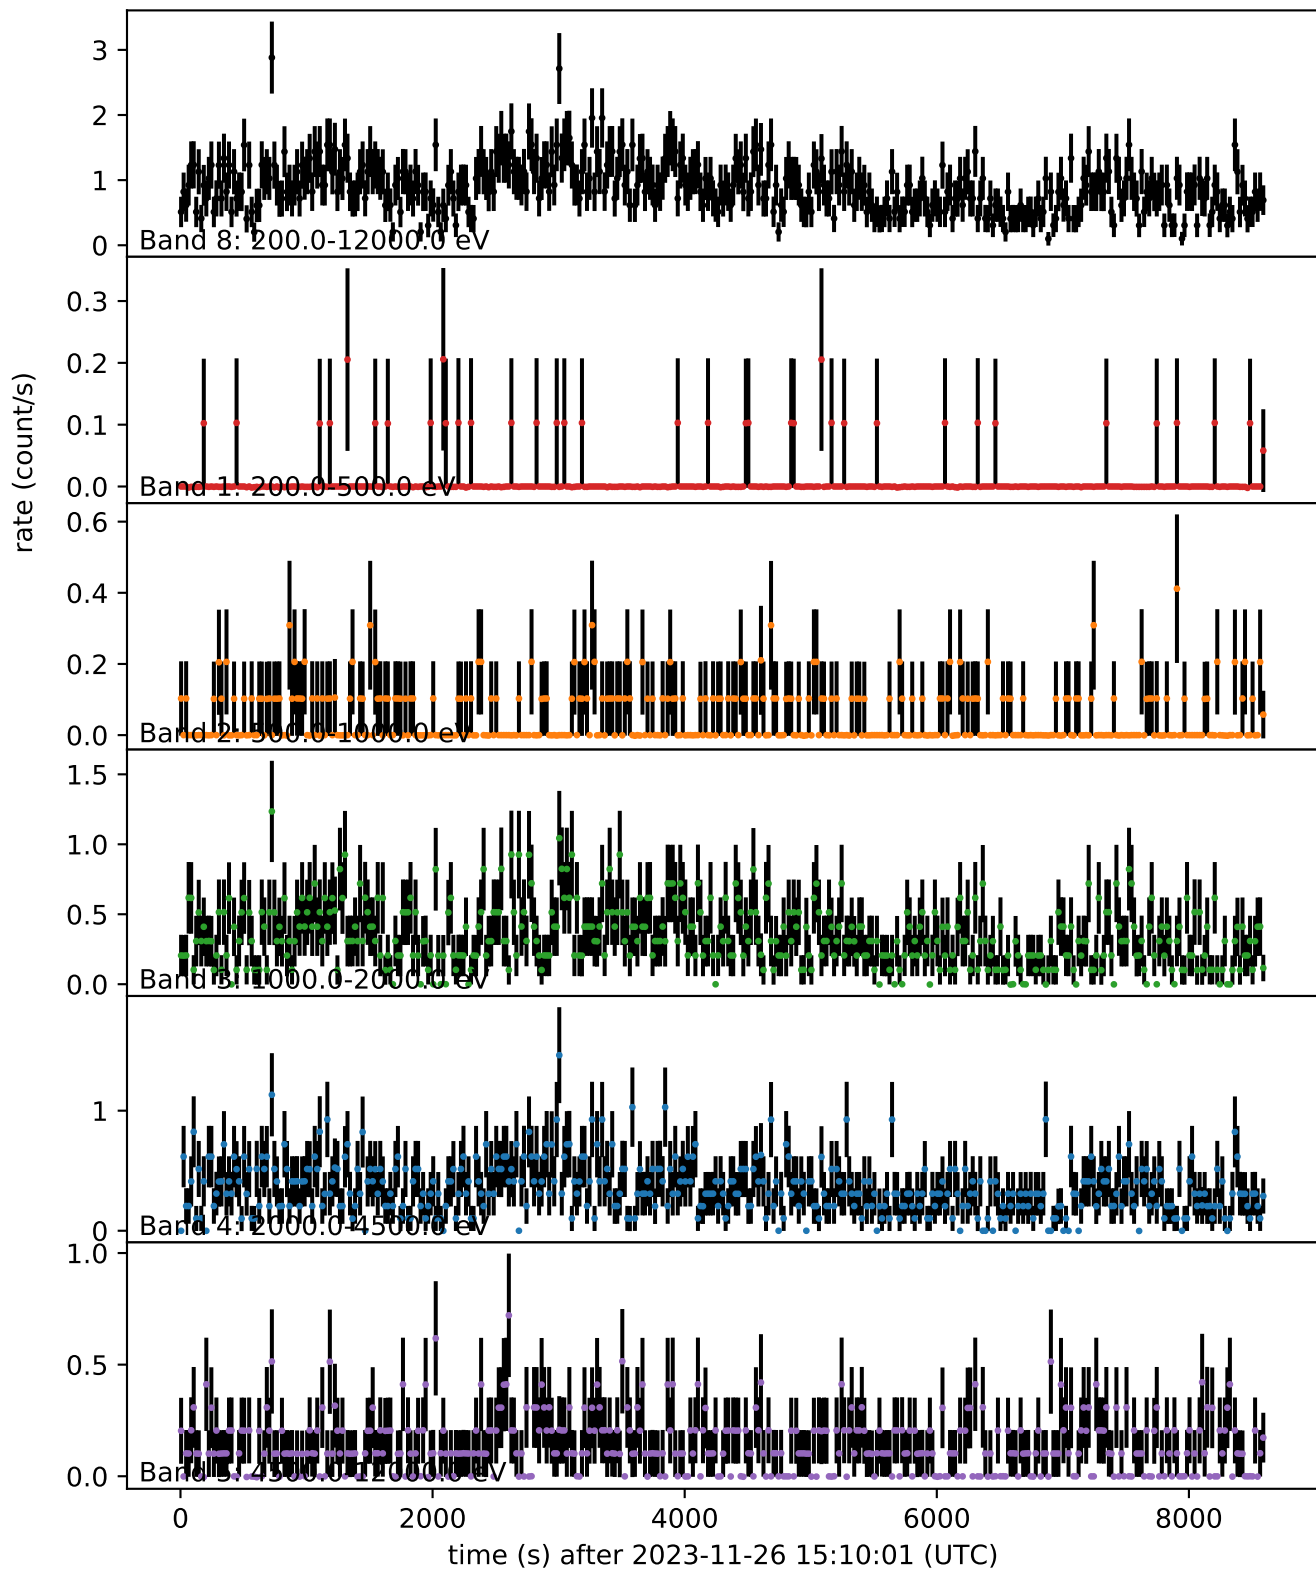 3
2
1
0
Band 8: 200.0-12000.0 eV
0.3
0.2
0.1
0.0
Band 1: 200.0-500.0 eV
rate (count/s)
0.6
0.4
0.2
0.0
Band 2: 500.0-1000.0 eV
1.5
1.0
0.5
0.0
Band 3: 1000.0-2000.0 eV
1
0
Band 4: 2000.0-4500.0 eV
1.0
0.5
0.0
Band 5: 4500.0-12000.0 eV
0 2000 4000 6000 8000
time (s) after 2023-11-26 15:10:01 (UTC)